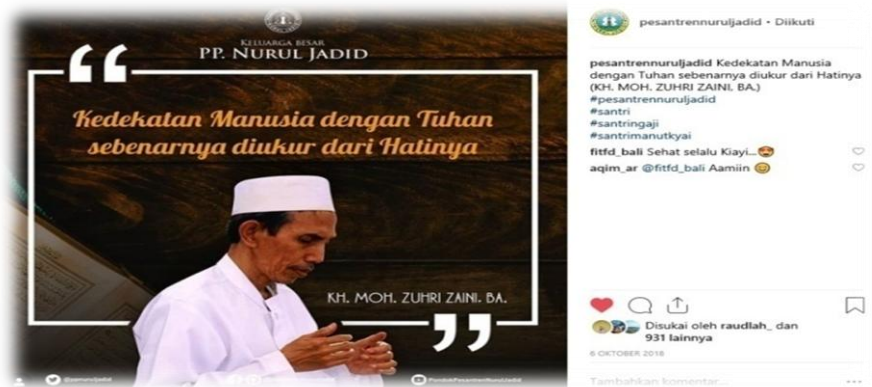 KELUARGA BESAR
PP. NURUL JADID
“
Kedekatan Manusia dengan Tuhan
sebenarnya diukur dari Hatinya
KH. MOH. ZUHRI ZAINI, BA.
”
@ppnuruljadid
PondokPesantrenNurulJadid
pesantrennuruljadid • Diikuti
pesantrennuruljadid Kedekatan Manusia
dengan Tuhan sebenarnya diukur dari Hatinya
(KH. MOH. ZUHRI ZAINI, BA.)
#pesantrennuruljadid
#santri
#santringaji
#santrimanutkyai
fitfd_bali Sehat selalu Kiayi...😍
aqim_ar @fitfd_bali Aamiin 😊
Disukai oleh raudlah_ dan
931 lainnya
6 OKTOBER 2018
Tambahkan komentar...